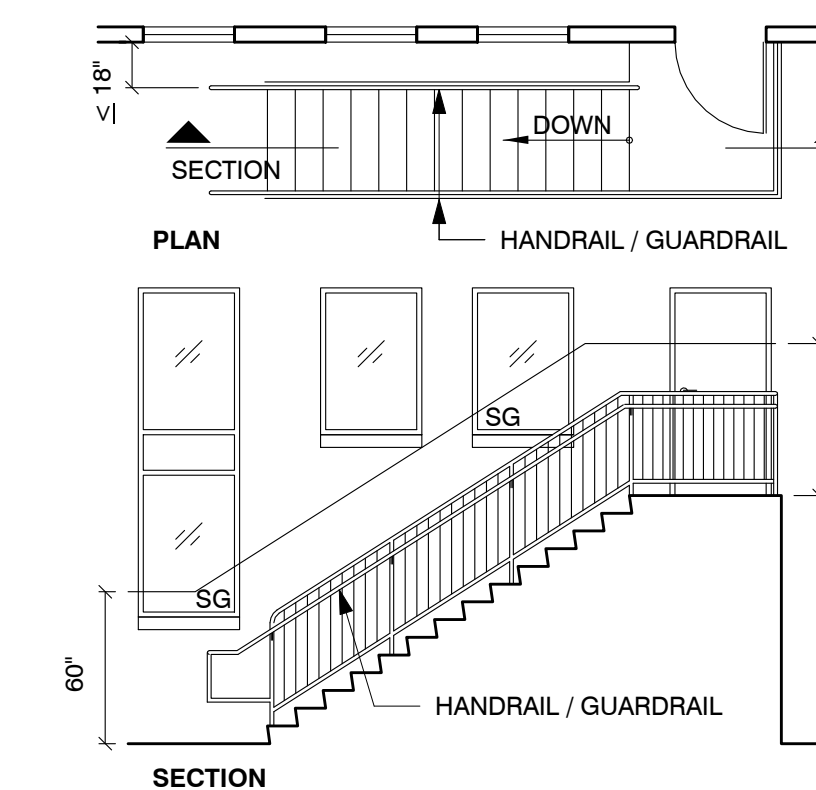 ≤ 18"
DOWN
SECTION
PLAN
HANDRAIL / GUARDRAIL
SG
SG
60"
HANDRAIL / GUARDRAIL
SECTION